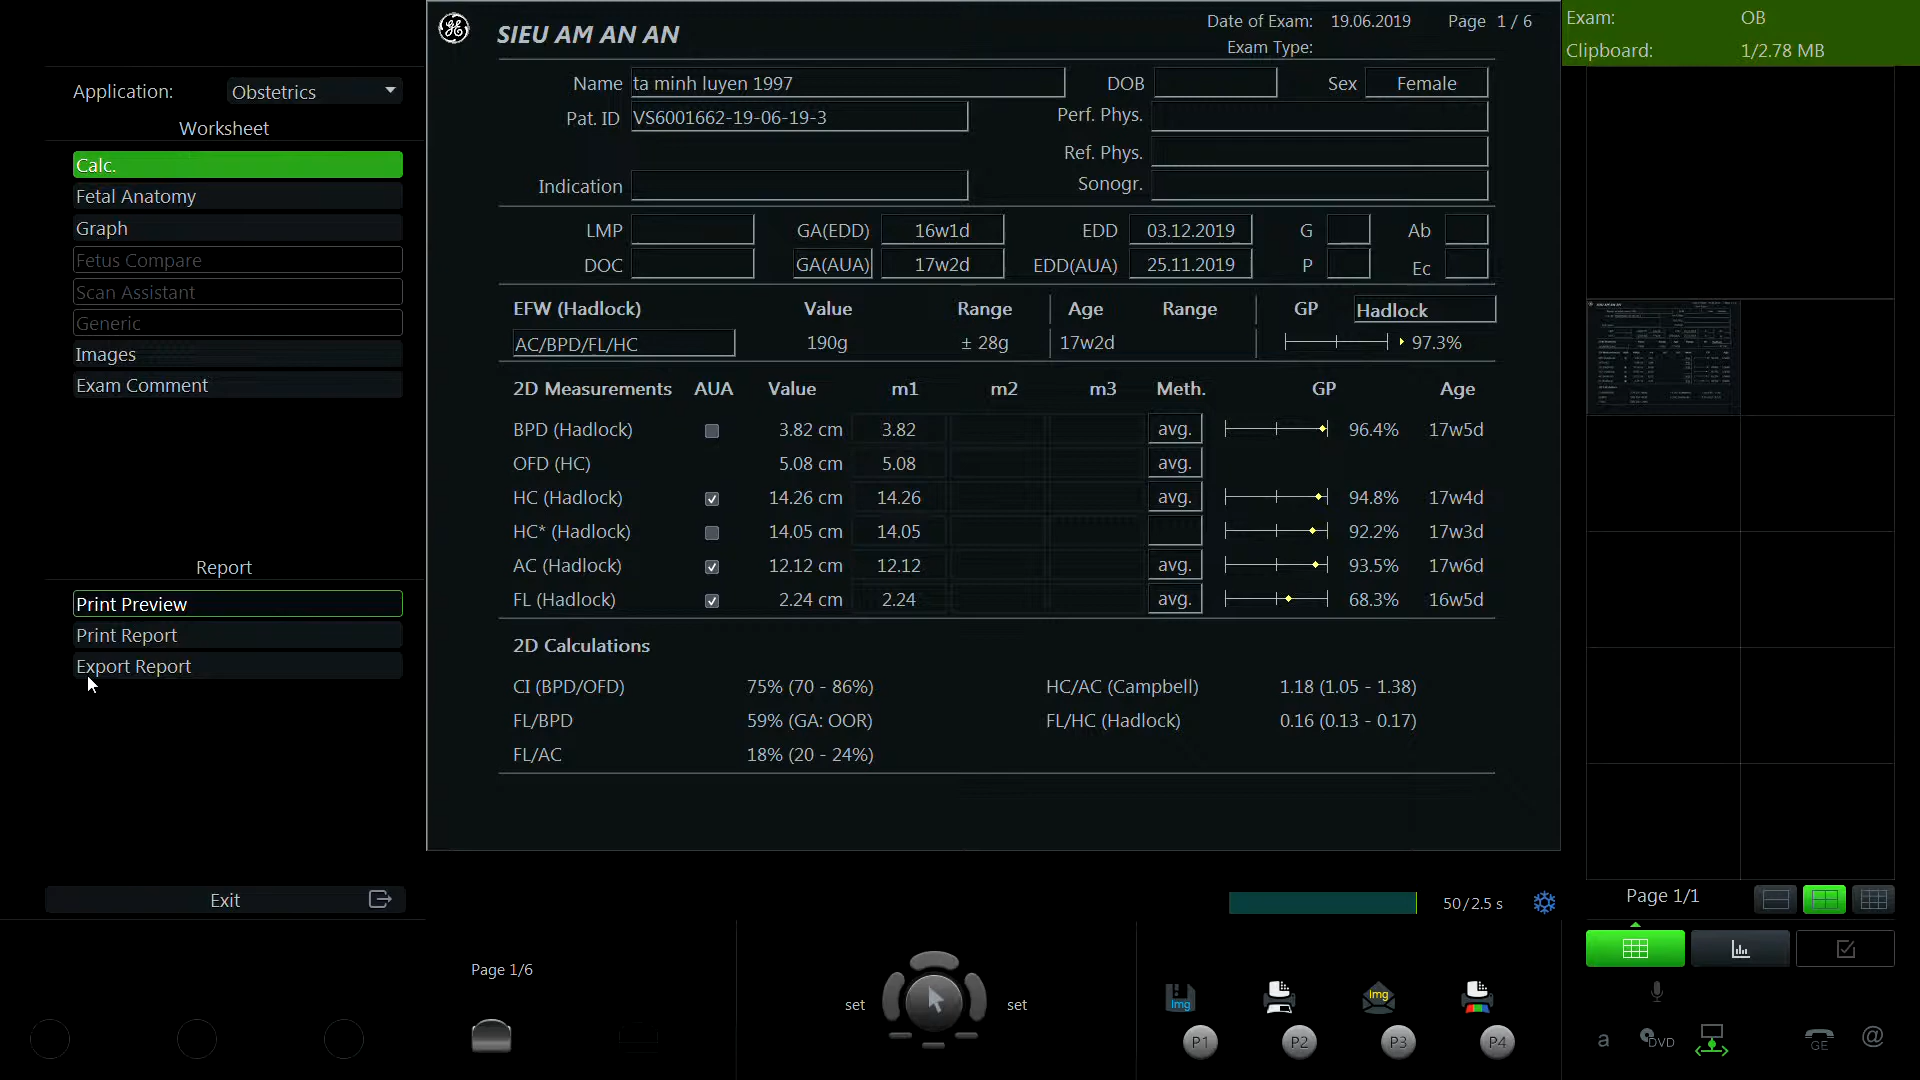 SIEU AM AN AN
Date of Exam: 19.06.2019 Page 1 / 6
Exam Type:
Exam: OB
Clipboard: 1/2.78 MB
Application: Obstetrics
Worksheet
Calc.
Fetal Anatomy
Graph
Fetus Compare
Scan Assistant
Generic
Images
Exam Comment
Report
Print Preview
Print Report
Export Report
Exit
Name ta minh luyen 1997 DOB Sex Female
Pat. ID VS6001662-19-06-19-3 Perf. Phys.
Ref. Phys.
Indication Sonogr.
LMP GA(EDD) 16w1d EDD 03.12.2019 G Ab
DOC GA(AUA) 17w2d EDD(AUA) 25.11.2019 P Ec
EFW (Hadlock) Value Range Age Range GP Hadlock
AC/BPD/FL/HC 190g ± 28g 17w2d 97.3%
2D Measurements AUA Value m1 m2 m3 Meth. GP Age
BPD (Hadlock) 3.82 cm 3.82 avg. 96.4% 17w5d
OFD (HC) 5.08 cm 5.08 avg.
HC (Hadlock) 14.26 cm 14.26 avg. 94.8% 17w4d
HC* (Hadlock) 14.05 cm 14.05 92.2% 17w3d
AC (Hadlock) 12.12 cm 12.12 avg. 93.5% 17w6d
FL (Hadlock) 2.24 cm 2.24 avg. 68.3% 16w5d
2D Calculations
CI (BPD/OFD) 75% (70 - 86%) HC/AC (Campbell) 1.18 (1.05 - 1.38)
FL/BPD 59% (GA: OOR) FL/HC (Hadlock) 0.16 (0.13 - 0.17)
FL/AC 18% (20 - 24%)
50/2.5 s
Page 1/1
Page 1/6
set set
Img Img
P1 P2 P3 P4
a DVD GE @